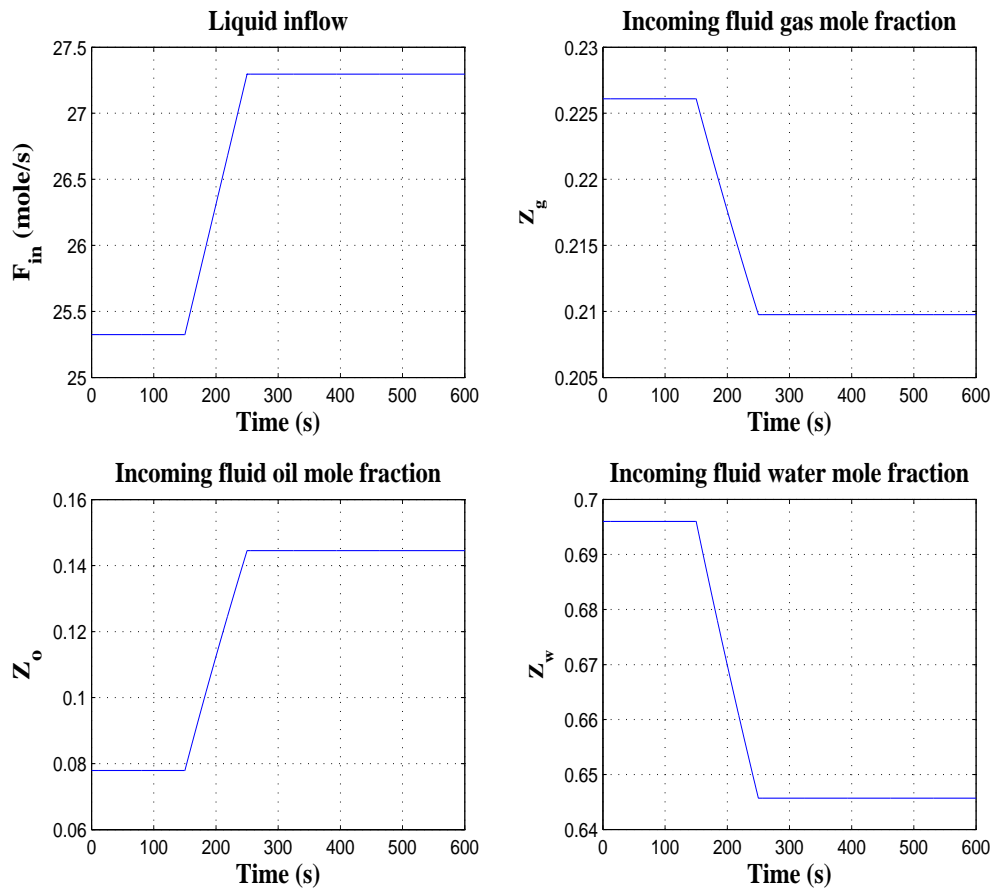 Liquid inflow
27.5
27
26.5
26
25.5
25
F_in (mole/s)
0 100 200 300 400 500 600
Time (s)
Incoming fluid gas mole fraction
0.23
0.225
0.22
0.215
0.21
0.205
Z_g
0 100 200 300 400 500 600
Time (s)
Incoming fluid oil mole fraction
0.16
0.14
0.12
0.1
0.08
0.06
Z_o
0 100 200 300 400 500 600
Time (s)
Incoming fluid water mole fraction
0.7
0.69
0.68
0.67
0.66
0.65
0.64
Z_w
0 100 200 300 400 500 600
Time (s)